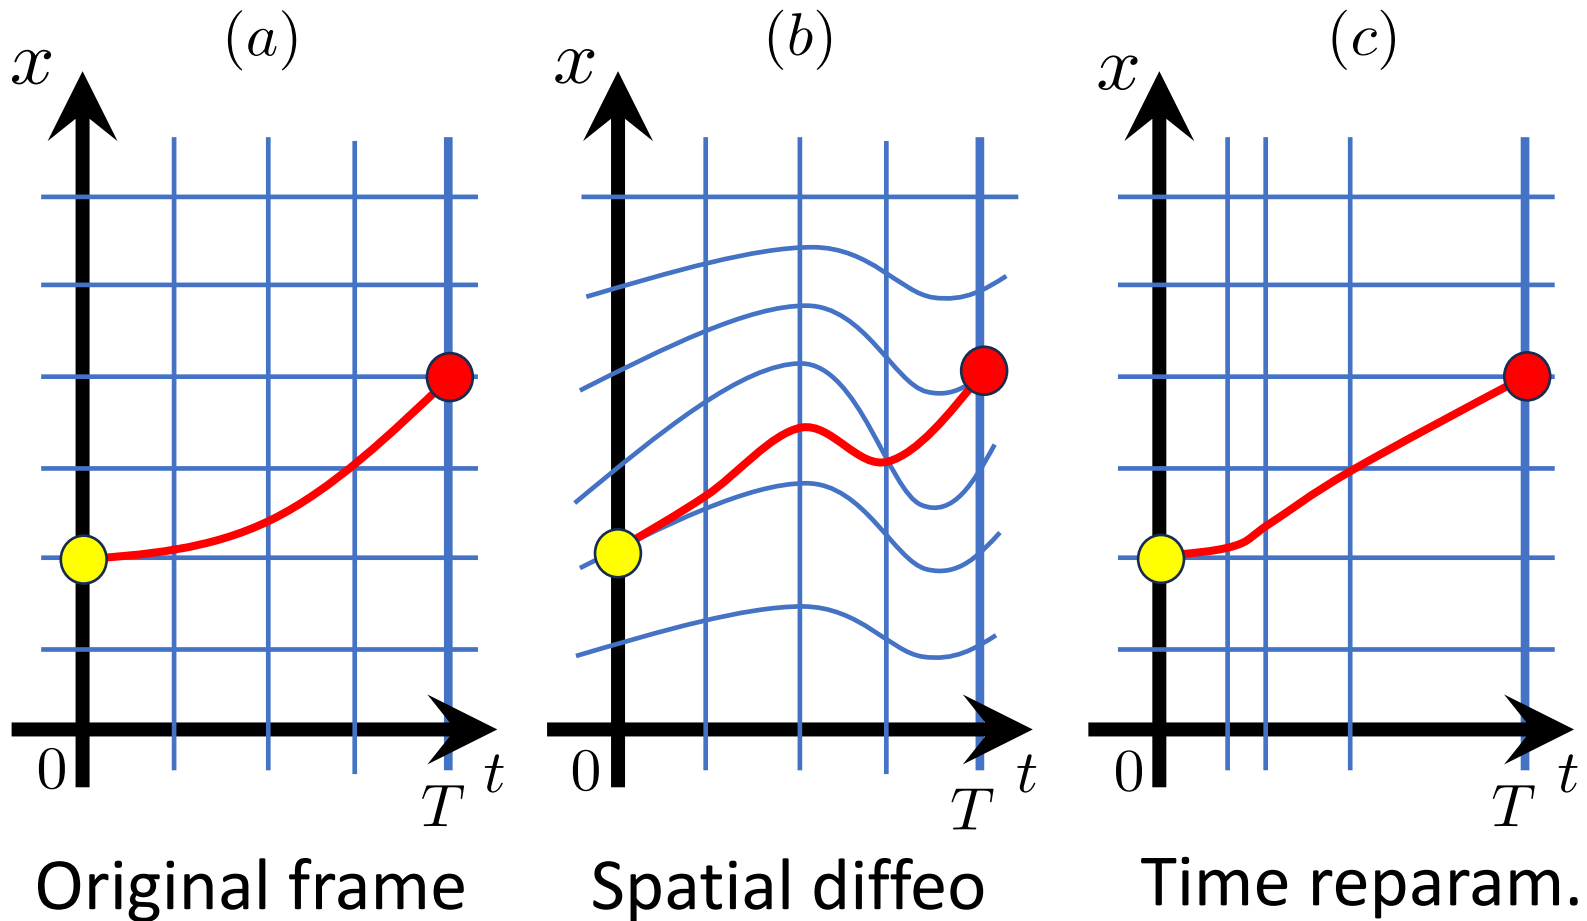 (a)
x
0
T
t
Original frame
(b)
x
0
T
t
Spatial diffeo
(c)
x
0
T
t
Time reparam.